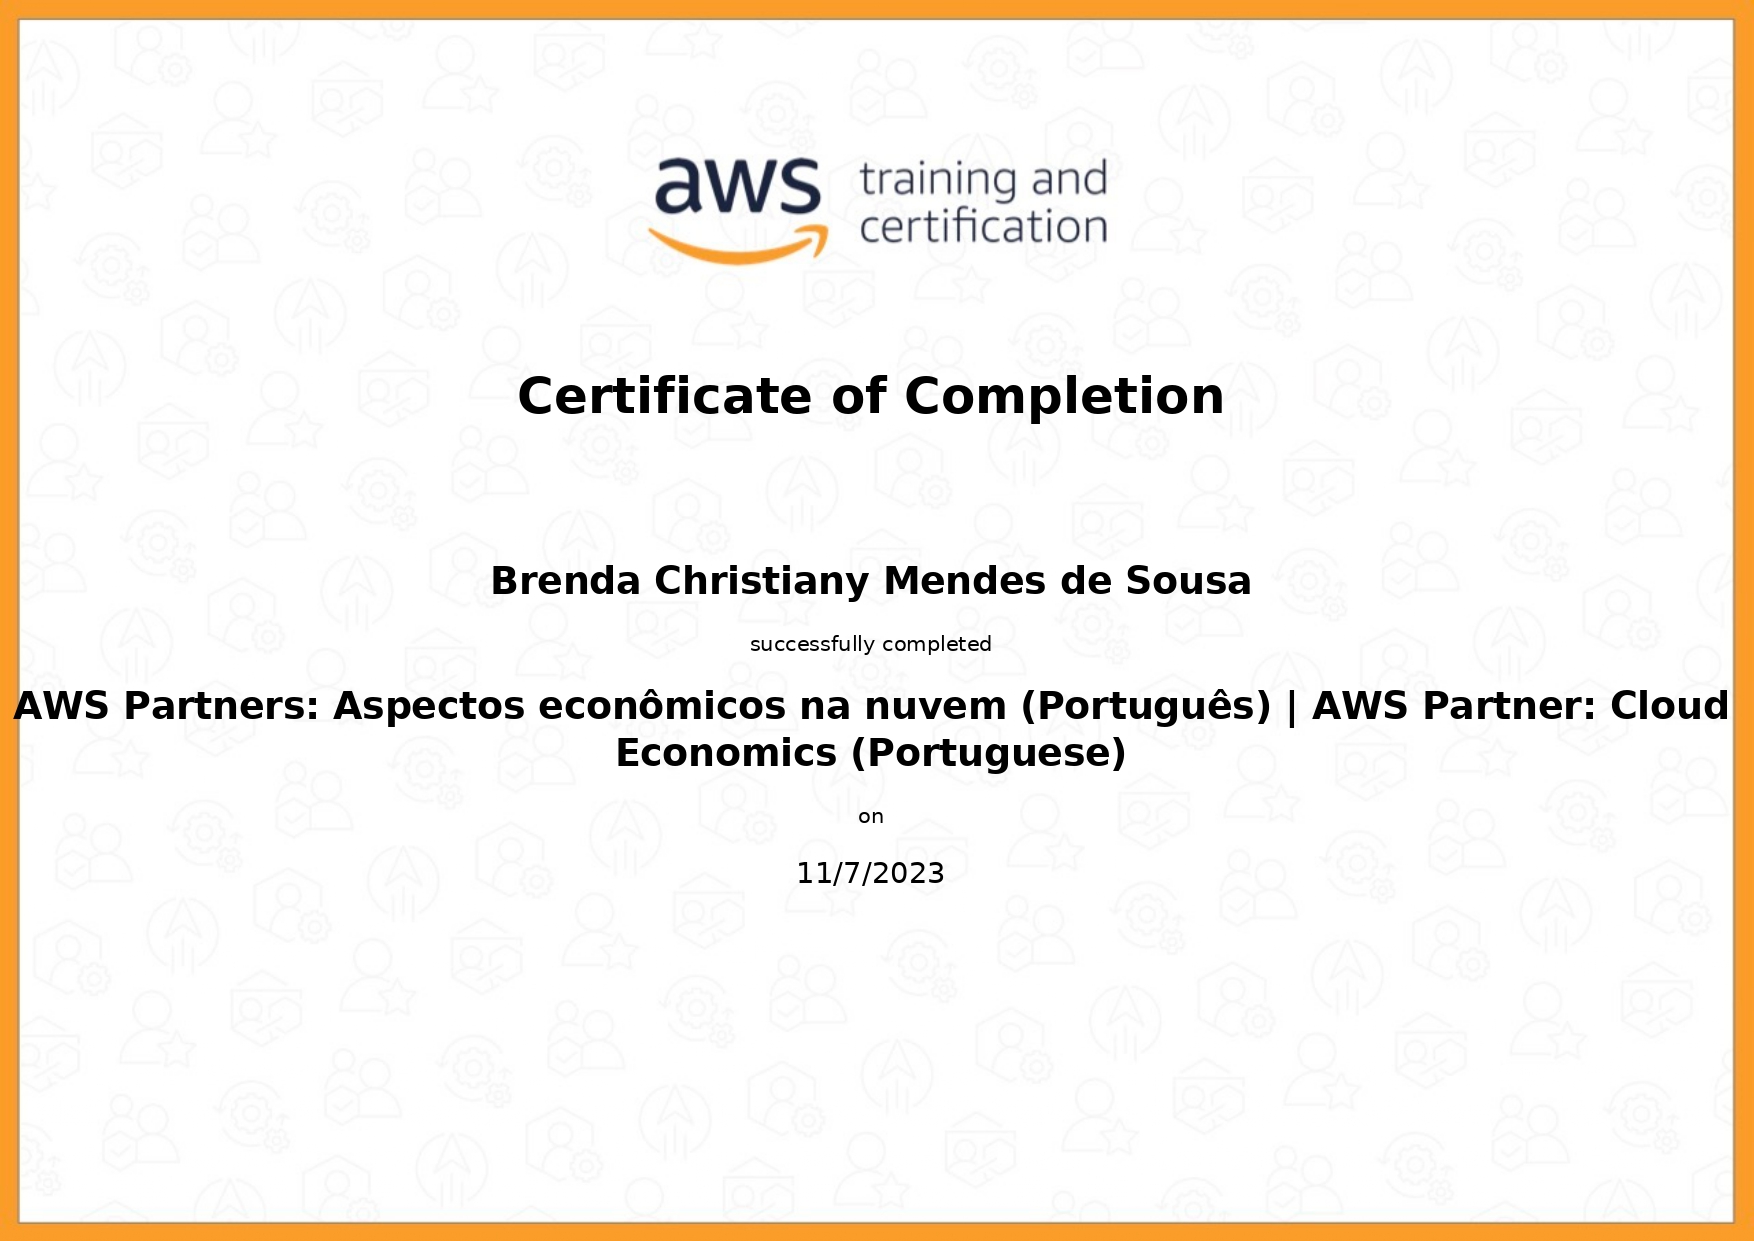 aws training and
certification
Certificate of Completion
Brenda Christiany Mendes de Sousa
successfully completed
AWS Partners: Aspectos econômicos na nuvem (Português) | AWS Partner: Cloud
Economics (Portuguese)
on
11/7/2023